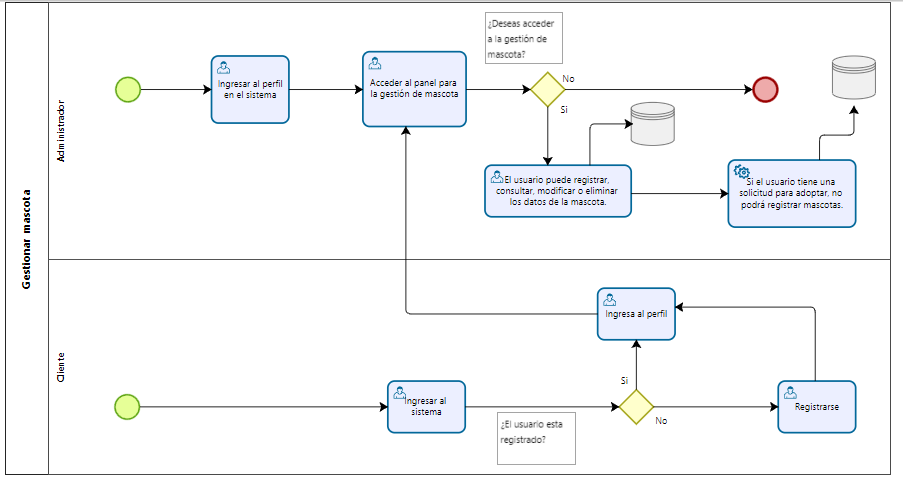 Gestionar mascota
Administrador
¿Deseas acceder
a la gestión de
mascota?
Ingresar al perfil
en el sistema
Acceder al panel para
la gestión de mascota
No
Si
El usuario puede registrar,
consultar, modificar o eliminar
los datos de la mascota.
Si el usuario tiene una
solicitud para adoptar, no
podrá registrar mascotas.
Cliente
Ingresa al perfil
Si
Ingresar al
sistema
No
Registrarse
¿El usuario esta
registrado?